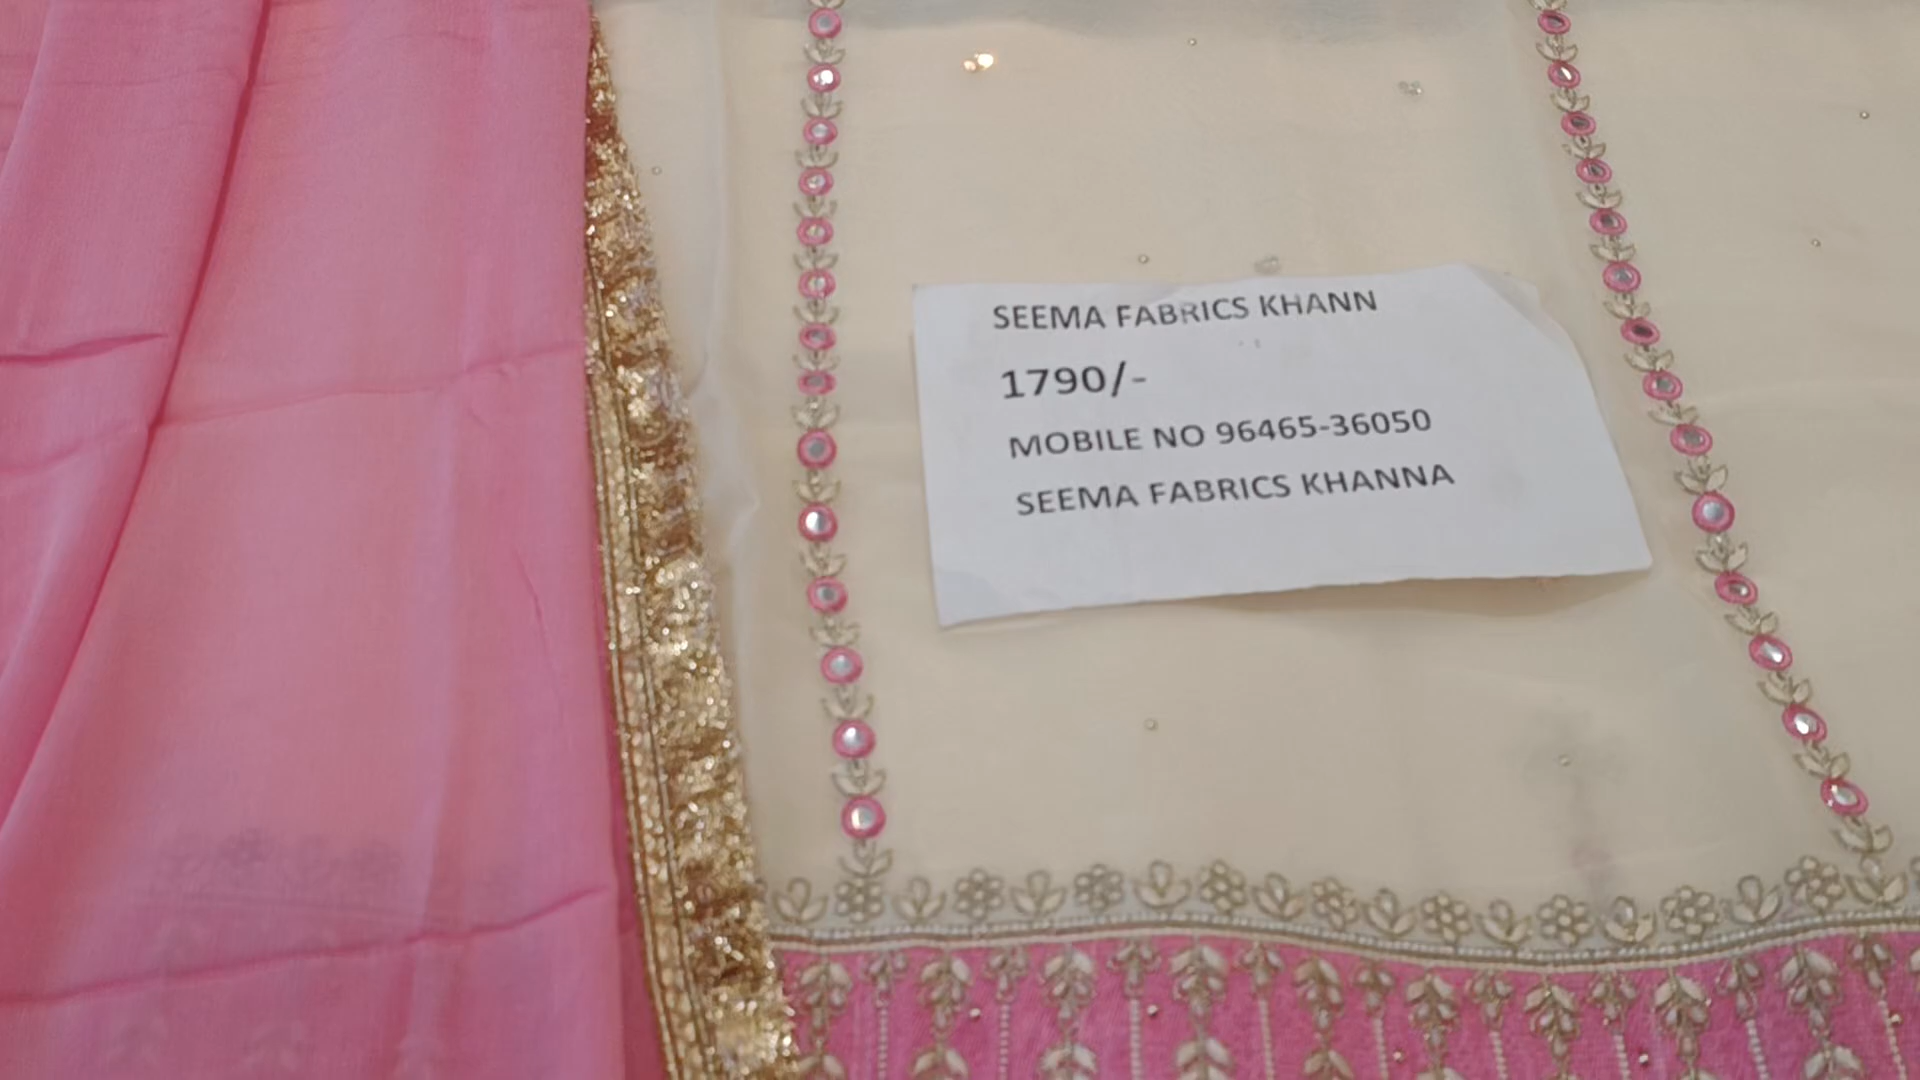 SEEMA FABRICS KHANN
1790/-
MOBILE NO 96465-36050
SEEMA FABRICS KHANNA